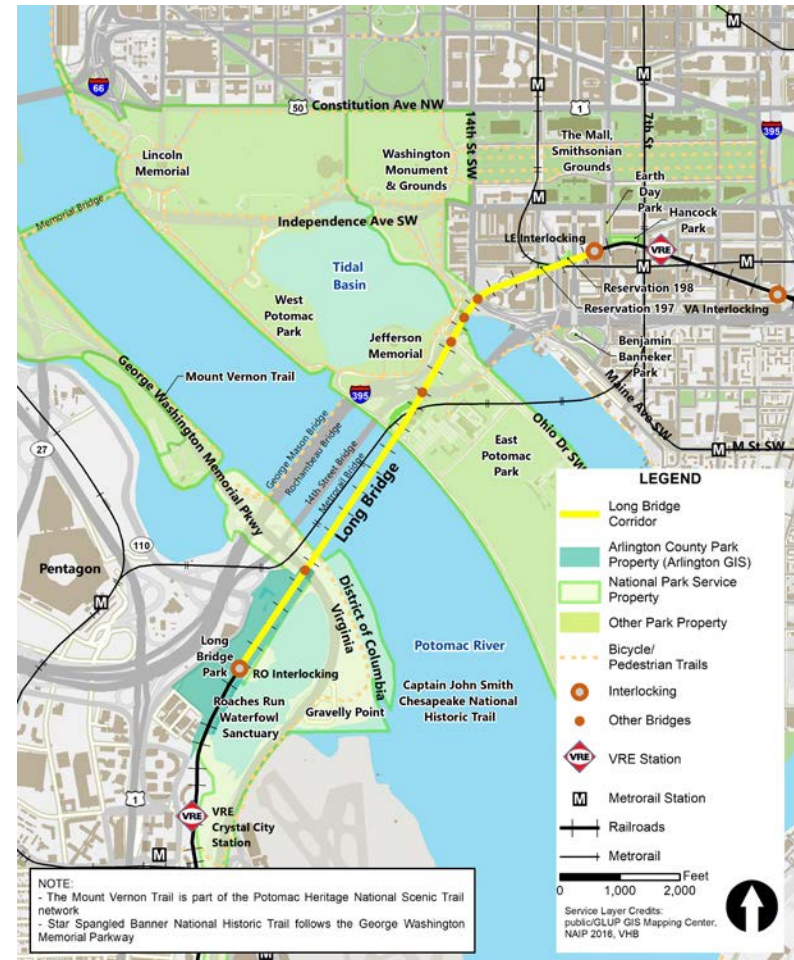 M
66
50
Constitution Ave NW
1
14th St SW
7th St
395
Lincoln
Memorial
Washington
Monument
& Grounds
The Mall,
Smithsonian
Grounds
M
M
Earth
Day
Park
Hancock
Park
Memorial Bridge
Independence Ave SW
LE Interlocking
VRE
M
M
Tidal
Basin
Reservation 198
Reservation 197
VA Interlocking
West
Potomac
Park
Jefferson
Memorial
Benjamin
Banneker
Park
George Washington Memorial Pkwy
Mount Vernon Trail
395
Maine Ave SW
George Mason Bridge
Rochambeau Bridge
14th Street Bridge
Metrorail Bridge
Long Bridge
East
Potomac
Park
Ohio Dr SW
M St SW
M
27
110
Pentagon
M
District of Columbia
Virginia
Long
Bridge
Park
RO Interlocking
Potomac River
Roaches Run
Waterfowl
Sanctuary
Gravelly Point
Captain John Smith
Chesapeake National
Historic Trail
1
VRE
VRE
Crystal City
Station
M
M
LEGEND
Long Bridge
Corridor
Arlington County Park
Property (Arlington GIS)
National Park Service
Property
Other Park Property
Bicycle/
Pedestrian Trails
Interlocking
Other Bridges
VRE
VRE Station
M
Metrorail Station
Railroads
Metrorail
Feet
0 1,000 2,000
Service Layer Credits:
public/GLUP GIS Mapping Center,
NAIP 2016, VHB
NOTE:
- The Mount Vernon Trail is part of the Potomac Heritage National Scenic Trail
network
- Star Spangled Banner National Historic Trail follows the George Washington
Memorial Parkway